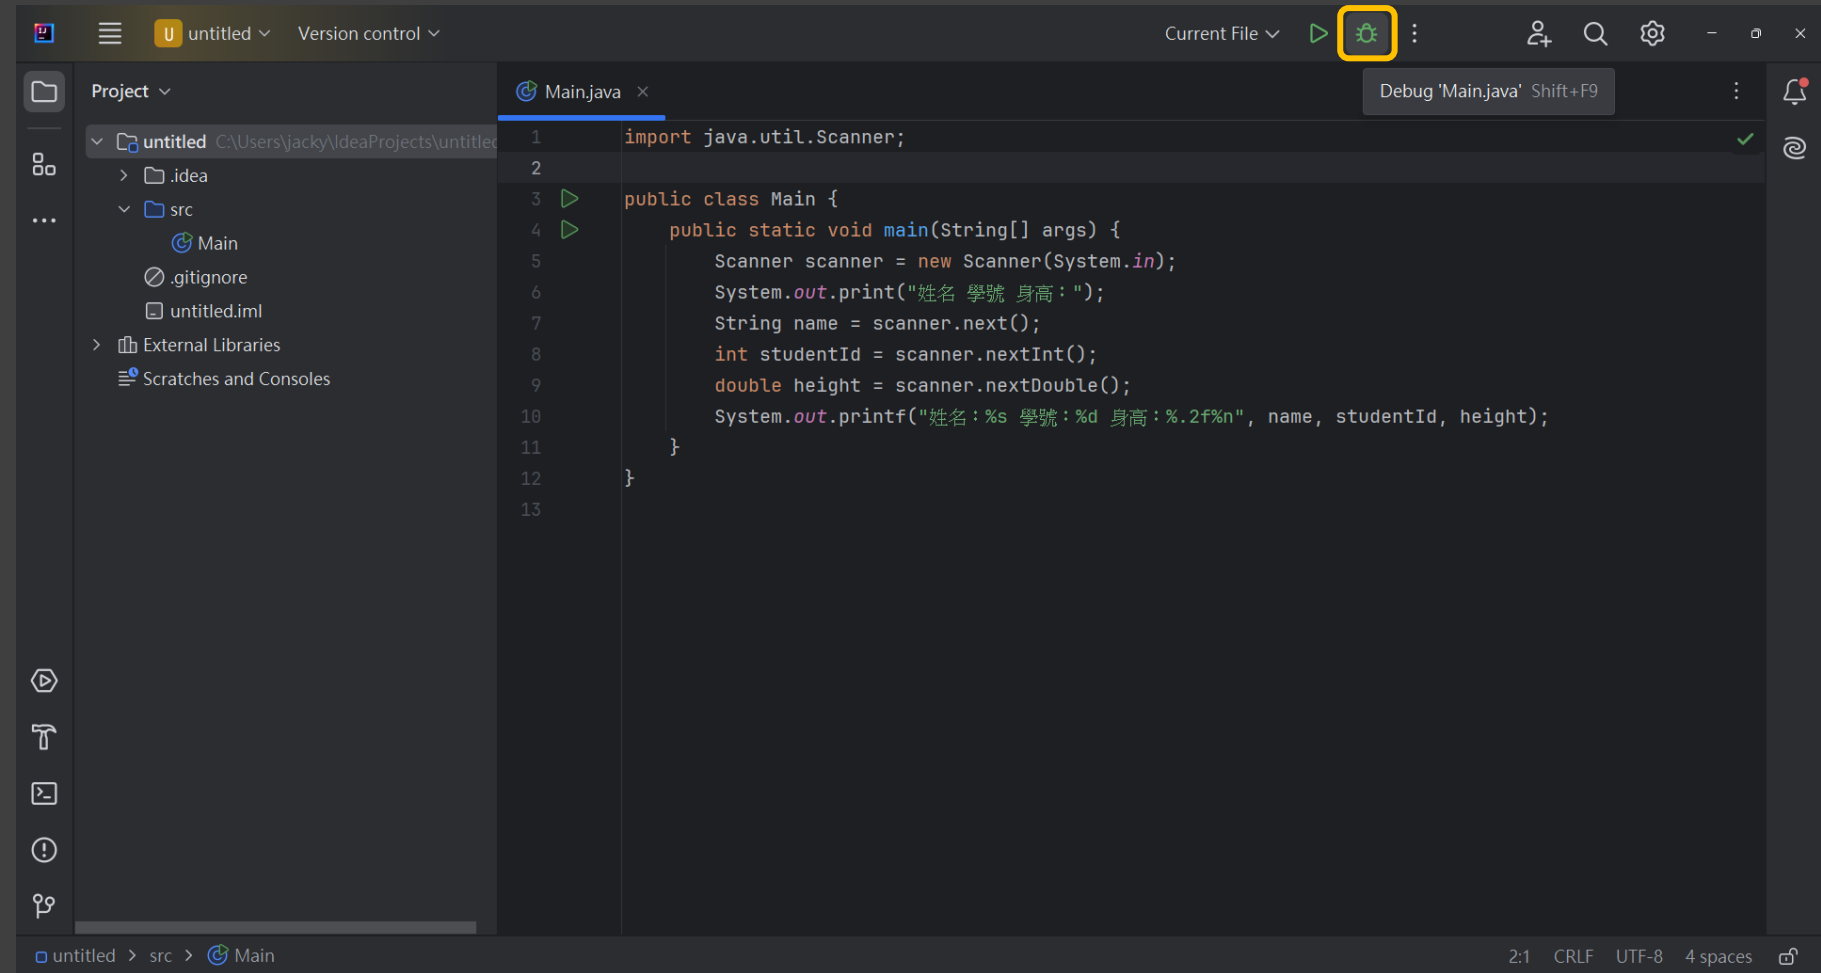 U untitled Version control Current File
Project
Main.java
Debug 'Main.java' Shift+F9
untitled C:\Users\jacky\IdeaProjects\untitled
.idea
src
Main
.gitignore
untitled.iml
External Libraries
Scratches and Consoles
1 import java.util.Scanner;
2
3 public class Main {
4 public static void main(String[] args) {
5 Scanner scanner = new Scanner(System.in);
6 System.out.print("姓名 學號 身高：");
7 String name = scanner.next();
8 int studentId = scanner.nextInt();
9 double height = scanner.nextDouble();
10 System.out.printf("姓名：%s 學號：%d 身高：%.2f%n", name, studentId, height);
11 }
12 }
13
untitled > src > Main
2:1 CRLF UTF-8 4 spaces